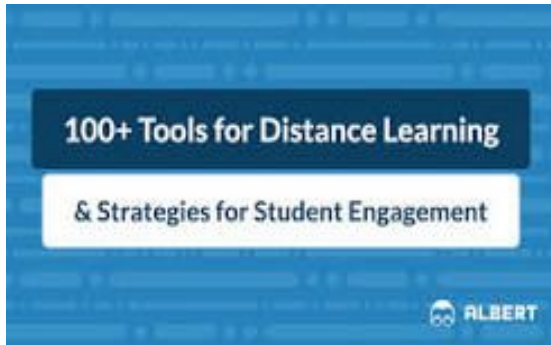 100+ Tools for Distance Learning
& Strategies for Student Engagement
ALBERT